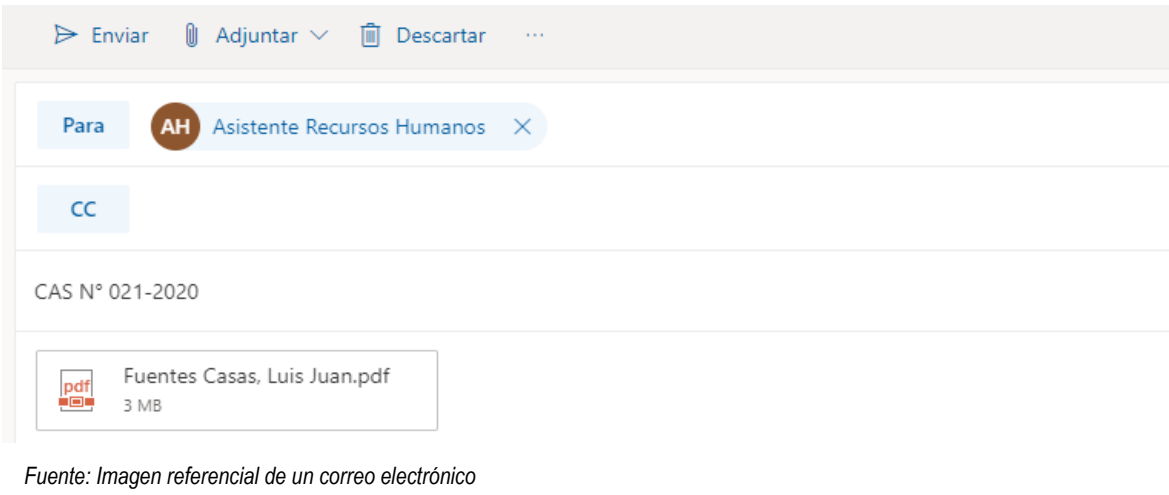 Enviar Adjuntar Descartar ...
Para AH Asistente Recursos Humanos
CC
CAS N° 021-2020
pdf Fuentes Casas, Luis Juan.pdf
3 MB
Fuente: Imagen referencial de un correo electrónico